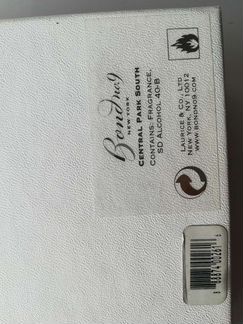 Bond no.9
NEW YORK
CENTRAL PARK SOUTH
CONTAINS: FRAGRANCE,
SD ALCOHOL 40-B
LAURICE & CO., LTD
NEW YORK, NY 10012
WWW.BONDNO9.COM